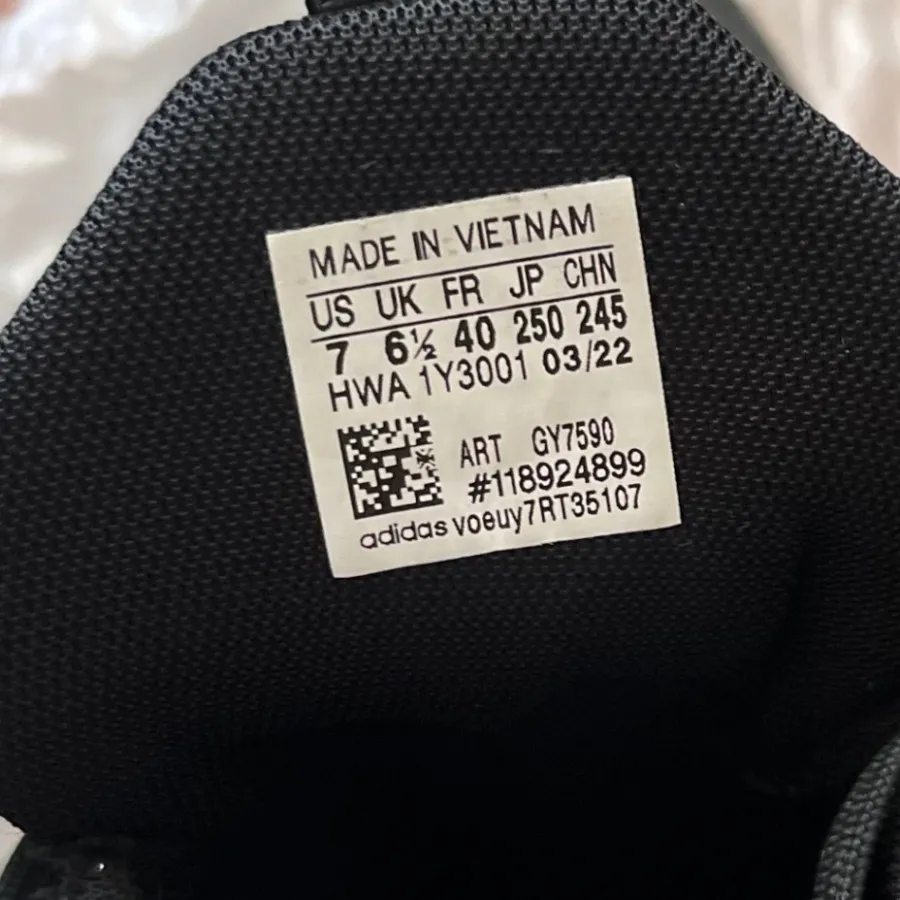 MADE IN VIETNAM
US UK FR JP CHN
7 6½ 40 250 245
HWA 1Y3001 03/22
ART GY7590
#118924899
adidas voeuy7RT35107